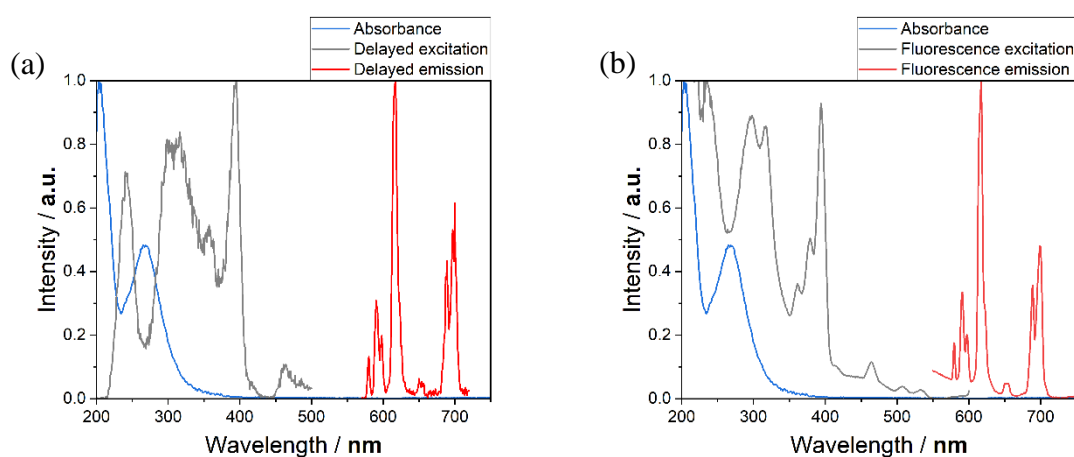 (a)
Absorbance
Delayed excitation
Delayed emission
1.0
0.8
0.6
0.4
0.2
0.0
Intensity / a.u.
200 300 400 500 600 700
Wavelength / nm
(b)
Absorbance
Fluorescence excitation
Fluorescence emission
1.0
0.8
0.6
0.4
0.2
0.0
Intensity / a.u.
200 300 400 500 600 700
Wavelength / nm